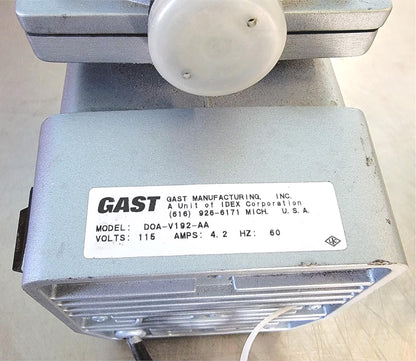 GAST GAST MANUFACTURING, INC.
A Unit of IDEX Corporation
(616) 926-6171 MICH. U.S.A.
MODEL: DOA-V192-AA
VOLTS: 115 AMPS: 4.2 HZ: 60